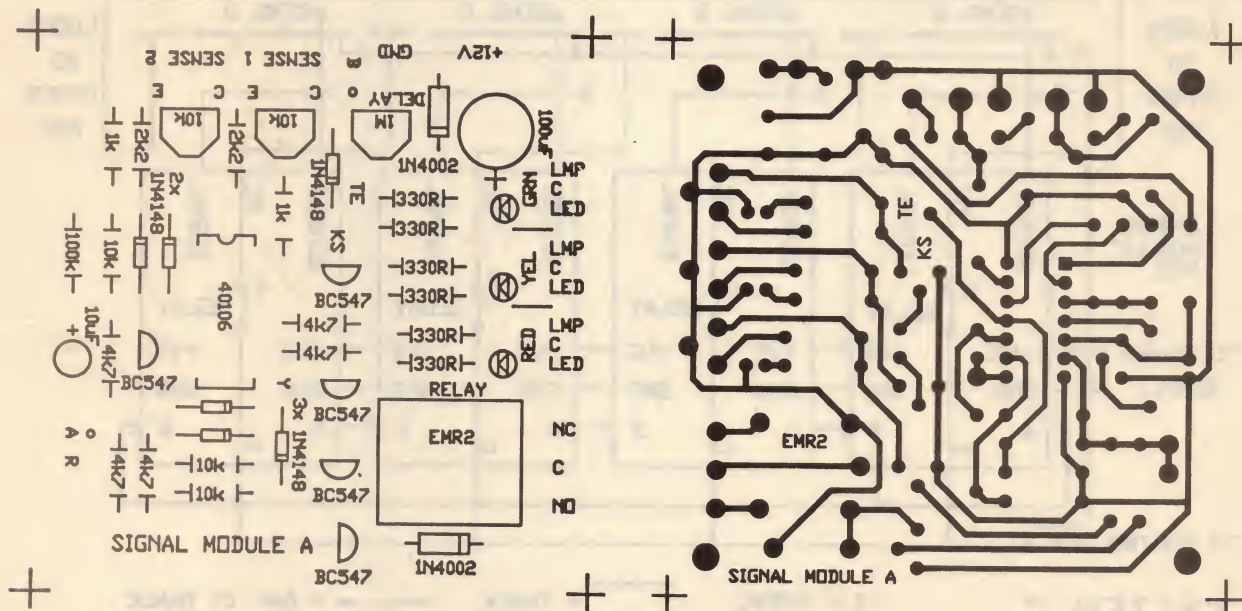 SENSE 2
SENSE 1
B
GND
+12V
E C
E C
DELAY
10k
10k
1M
100uF
+
1k
2k2
2k2
1N4148
1N4002
2x
1N4148
1k
TE
KS
330R
330R
GRN
LMP
C
LED
100k
10k
40106
BC547
330R
330R
YEL
LMP
C
LED
10uF
+
4k7
BC547
4k7
4k7
330R
330R
RED
LMP
C
LED
Y
BC547
RELAY
EMR2
NC
C
NO
3x 1N4148
A R
4k7
4k7
10k
10k
BC547
SIGNAL MODULE A
BC547
1N4002
TE
KS
EMR2
SIGNAL MODULE A